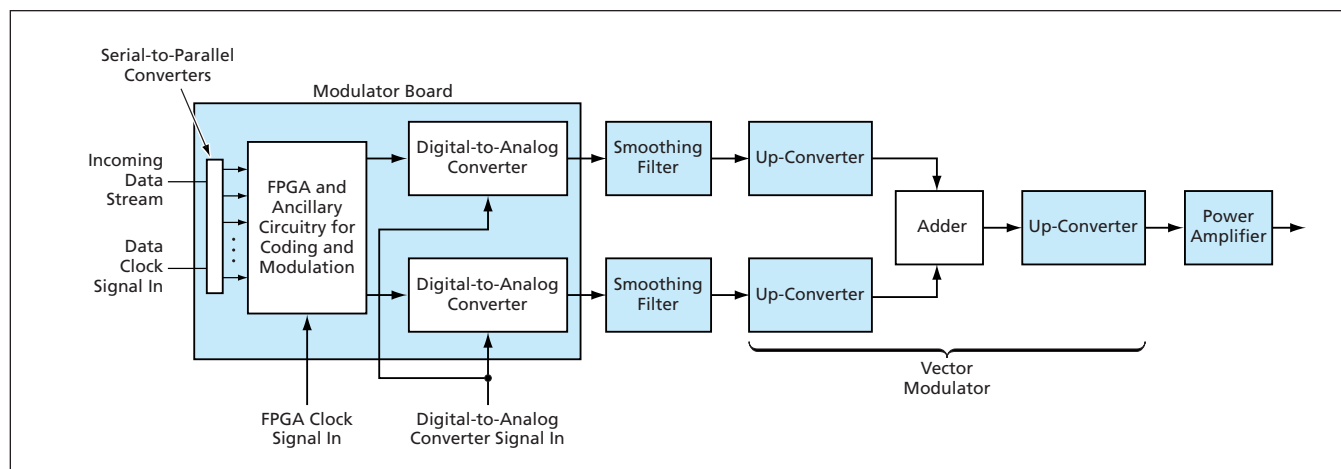 Serial-to-Parallel
Converters
Modulator Board
Incoming
Data
Stream
Data
Clock
Signal In
FPGA and
Ancillary
Circuitry for
Coding and
Modulation
Digital-to-Analog
Converter
Smoothing
Filter
Up-Converter
Digital-to-Analog
Converter
Smoothing
Filter
Up-Converter
Adder
Up-Converter
Power
Amplifier
Vector
Modulator
FPGA Clock
Signal In
Digital-to-Analog
Converter Signal In